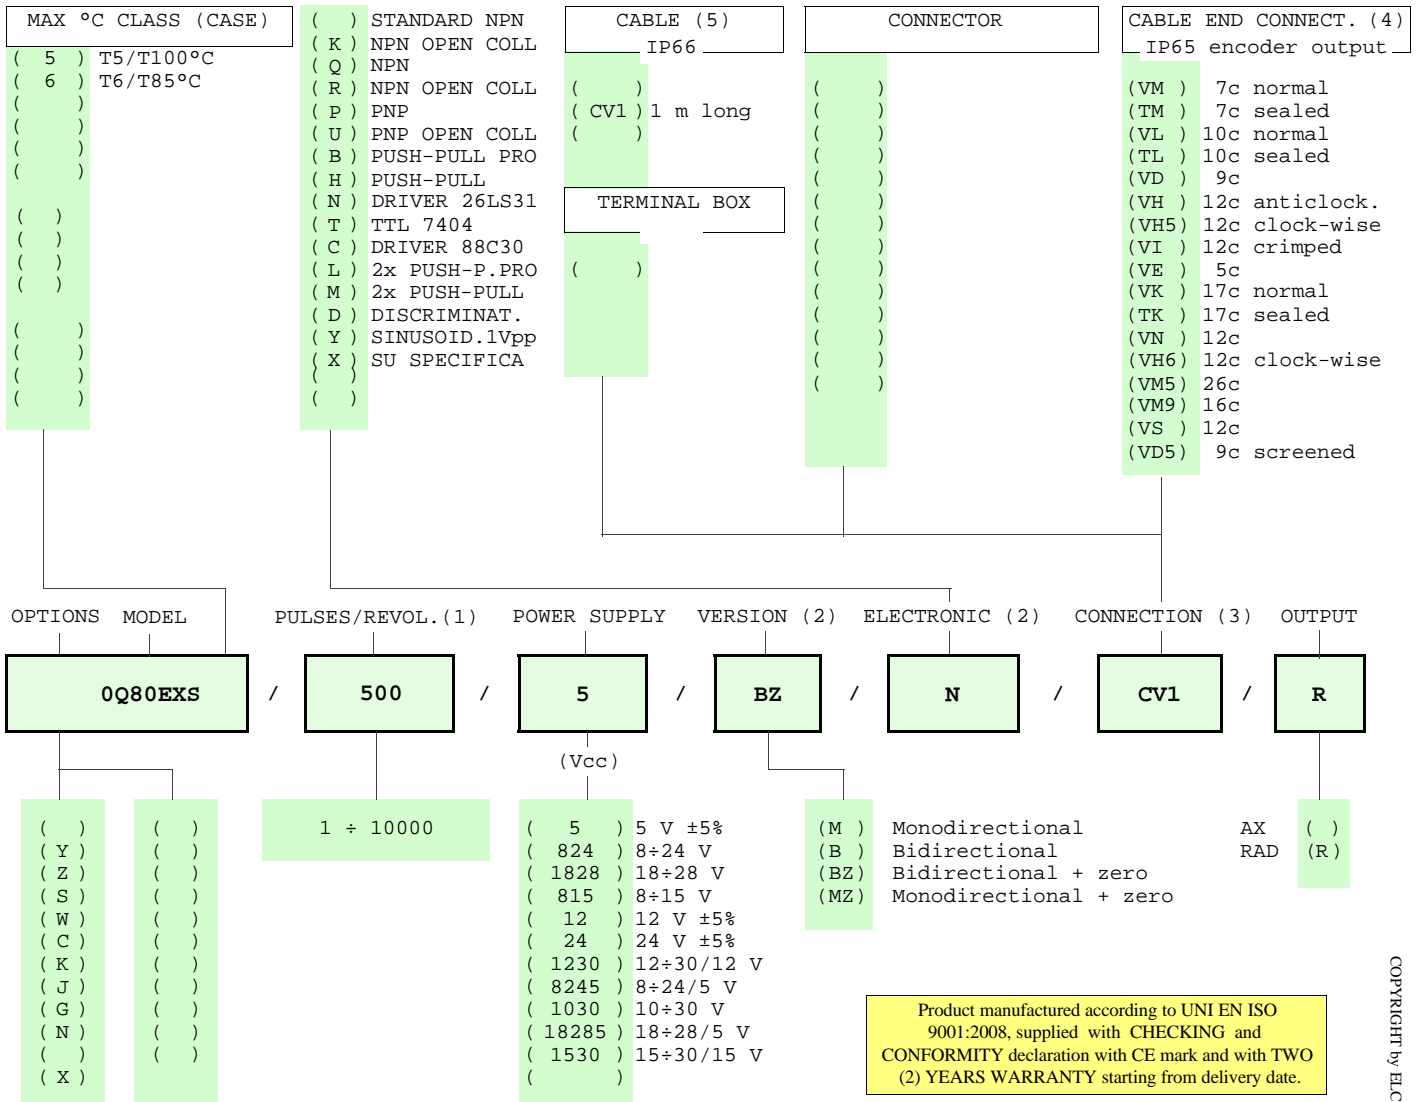 MAX °C CLASS (CASE)
( 5 ) T5/T100°C
( 6 ) T6/T85°C
( )
( )
( )
( )
( )
( )
( )
( )
( )
( )
( )
( )
( ) STANDARD NPN
( K ) NPN OPEN COLL
( Q ) NPN
( R ) NPN OPEN COLL
( P ) PNP
( U ) PNP OPEN COLL
( B ) PUSH-PULL PRO
( H ) PUSH-PULL
( N ) DRIVER 26LS31
( T ) TTL 7404
( C ) DRIVER 88C30
( L ) 2x PUSH-P.PRO
( M ) 2x PUSH-PULL
( D ) DISCRIMINAT.
( Y ) SINUSOID.1Vpp
( X ) SU SPECIFICA
( )
( )
CABLE (5)
IP66
( )
( CV1 ) 1 m long
( )
TERMINAL BOX
( )
CONNECTOR
( )
( )
( )
( )
( )
( )
( )
( )
( )
( )
( )
( )
( )
( )
CABLE END CONNECT. (4)
IP65 encoder output
(VM ) 7c normal
(TM ) 7c sealed
(VL ) 10c normal
(TL ) 10c sealed
(VD ) 9c
(VH ) 12c anticlock.
(VH5) 12c clock-wise
(VI ) 12c crimped
(VE ) 5c
(VK ) 17c normal
(TK ) 17c sealed
(VN ) 12c
(VH6) 12c clock-wise
(VM5) 26c
(VM9) 16c
(VS ) 12c
(VD5) 9c screened
OPTIONS MODEL PULSES/REVOL.(1) POWER SUPPLY VERSION (2) ELECTRONIC (2) CONNECTION (3) OUTPUT
0Q80EXS / 500 / 5 / BZ / N / CV1 / R
(Vcc)
( )
( Y )
( Z )
( S )
( W )
( C )
( K )
( J )
( G )
( N )
( )
( X )
( )
( )
( )
( )
( )
( )
( )
( )
( )
( )
( )
1 ÷ 10000
( 5 ) 5 V ±5%
( 824 ) 8÷24 V
( 1828 ) 18÷28 V
( 815 ) 8÷15 V
( 12 ) 12 V ±5%
( 24 ) 24 V ±5%
( 1230 ) 12÷30/12 V
( 8245 ) 8÷24/5 V
( 1030 ) 10÷30 V
( 18285 ) 18÷28/5 V
( 1530 ) 15÷30/15 V
( )
(M ) Monodirectional
(B ) Bidirectional
(BZ) Bidirectional + zero
(MZ) Monodirectional + zero
AX ( )
RAD (R)
Product manufactured according to UNI EN ISO
9001:2008, supplied with CHECKING and
CONFORMITY declaration with CE mark and with TWO
(2) YEARS WARRANTY starting from delivery date.
COPYRIGHT by ELC